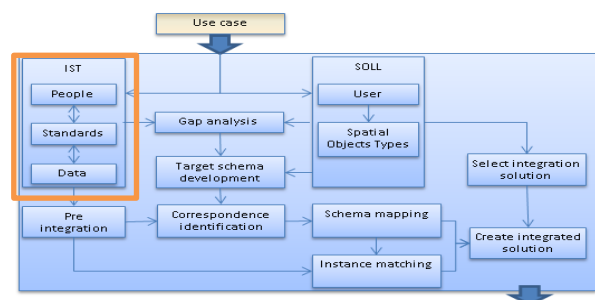 Use case
IST
People
Standards
Data
SOLL
User
Spatial
Objects Types
Gap analysis
Target schema
development
Select integration
solution
Pre
integration
Correspondence
identification
Schema mapping
Instance matching
Create integrated
solution